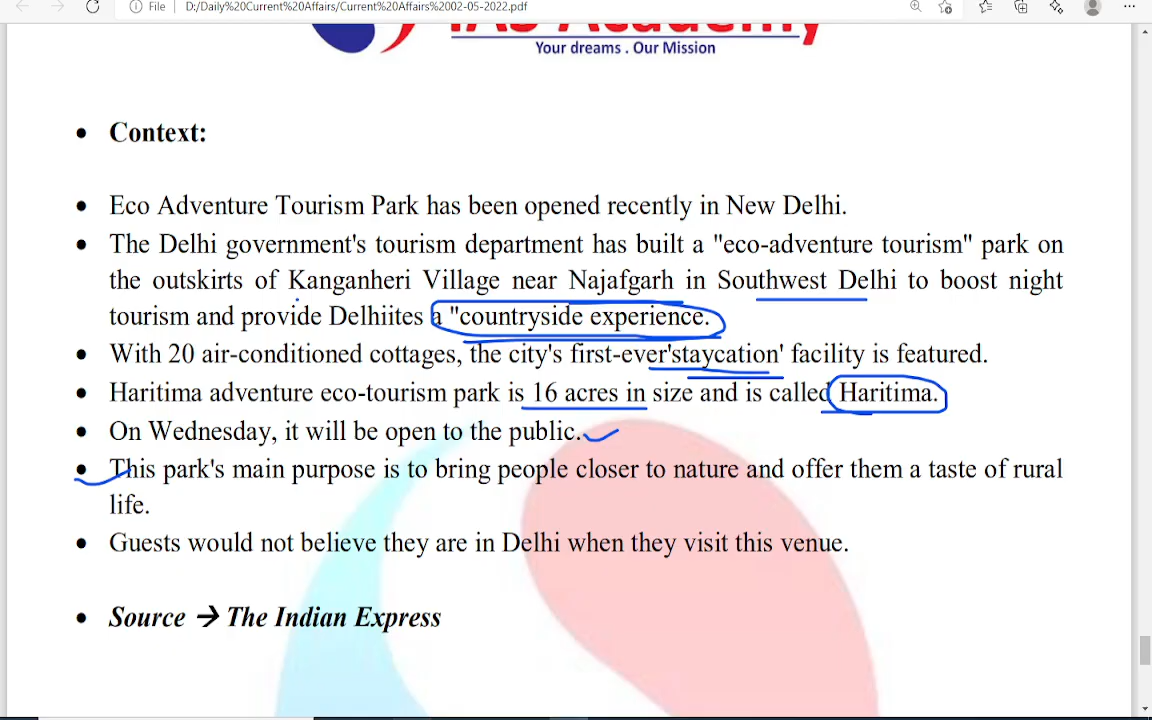 File
D:/Daily%20Current%20Affairs/Current%20Affairs%2002-05-2022.pdf
IAS Academy
Your dreams . Our Mission
• Context:
• Eco Adventure Tourism Park has been opened recently in New Delhi.
• The Delhi government's tourism department has built a "eco-adventure tourism" park on
the outskirts of Kanganheri Village near Najafgarh in Southwest Delhi to boost night
tourism and provide Delhiites a "countryside experience.
• With 20 air-conditioned cottages, the city's first-ever'staycation' facility is featured.
• Haritima adventure eco-tourism park is 16 acres in size and is called Haritima.
• On Wednesday, it will be open to the public.
• This park's main purpose is to bring people closer to nature and offer them a taste of rural
life.
• Guests would not believe they are in Delhi when they visit this venue.
• Source → The Indian Express